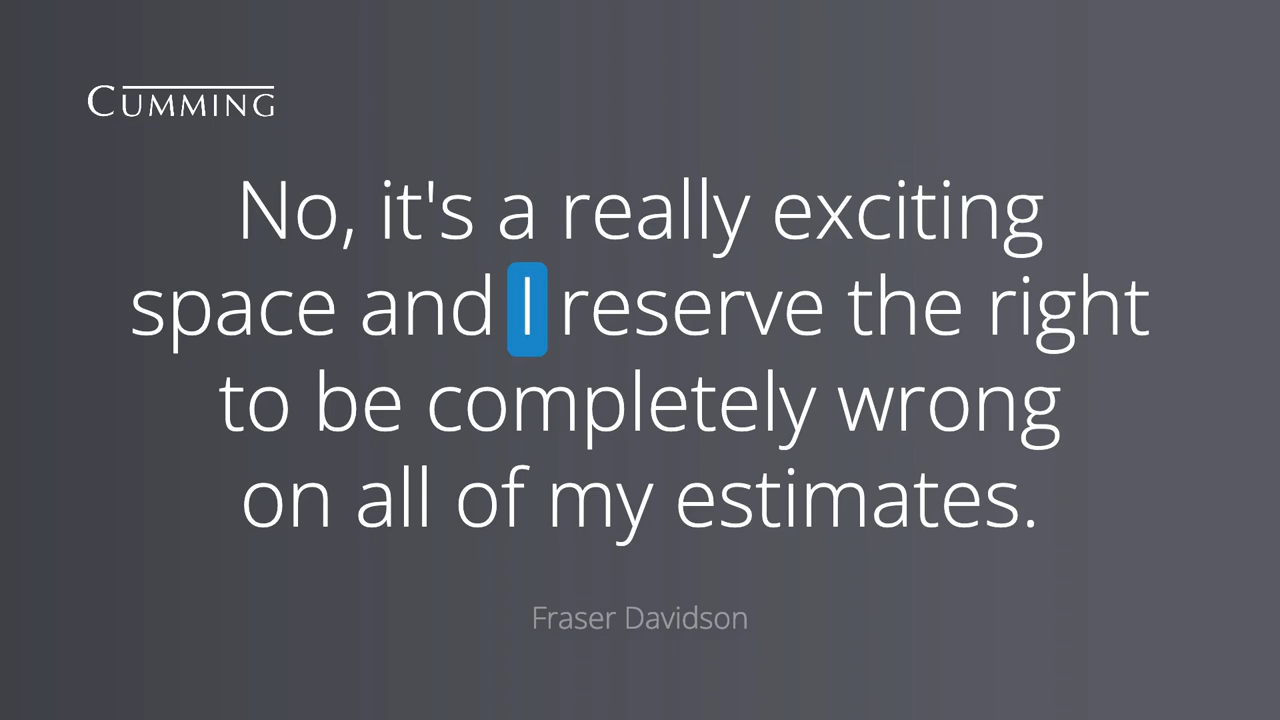 CUMMING
No, it's a really exciting
space and I reserve the right
to be completely wrong
on all of my estimates.
Fraser Davidson